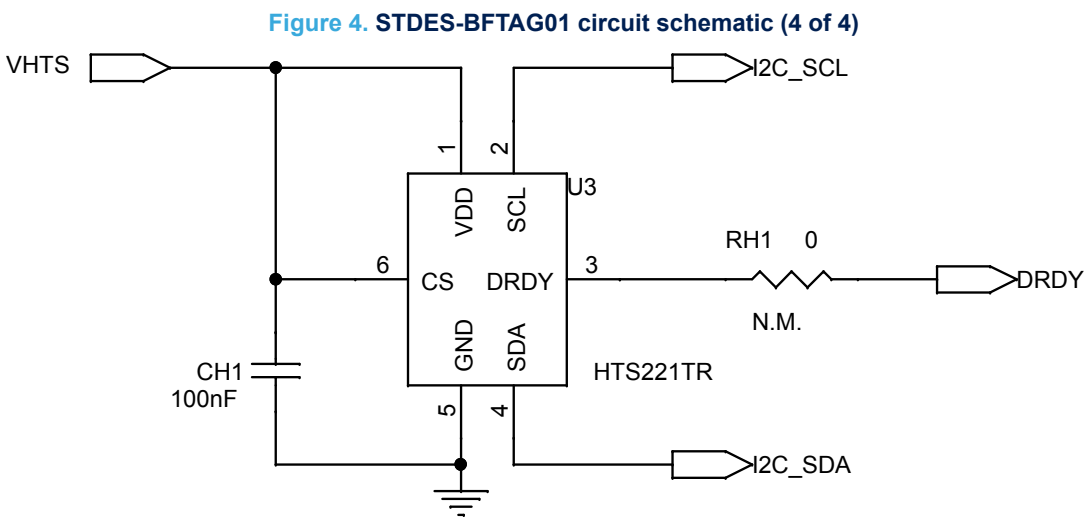 Figure 4. STDES-BFTAG01 circuit schematic (4 of 4)
VHTS
I2C_SCL
1
2
U3
VDD
SCL
RH1 0
6
3
CS
DRDY
DRDY
N.M.
GND
SDA
CH1
100nF
HTS221TR
5
4
I2C_SDA